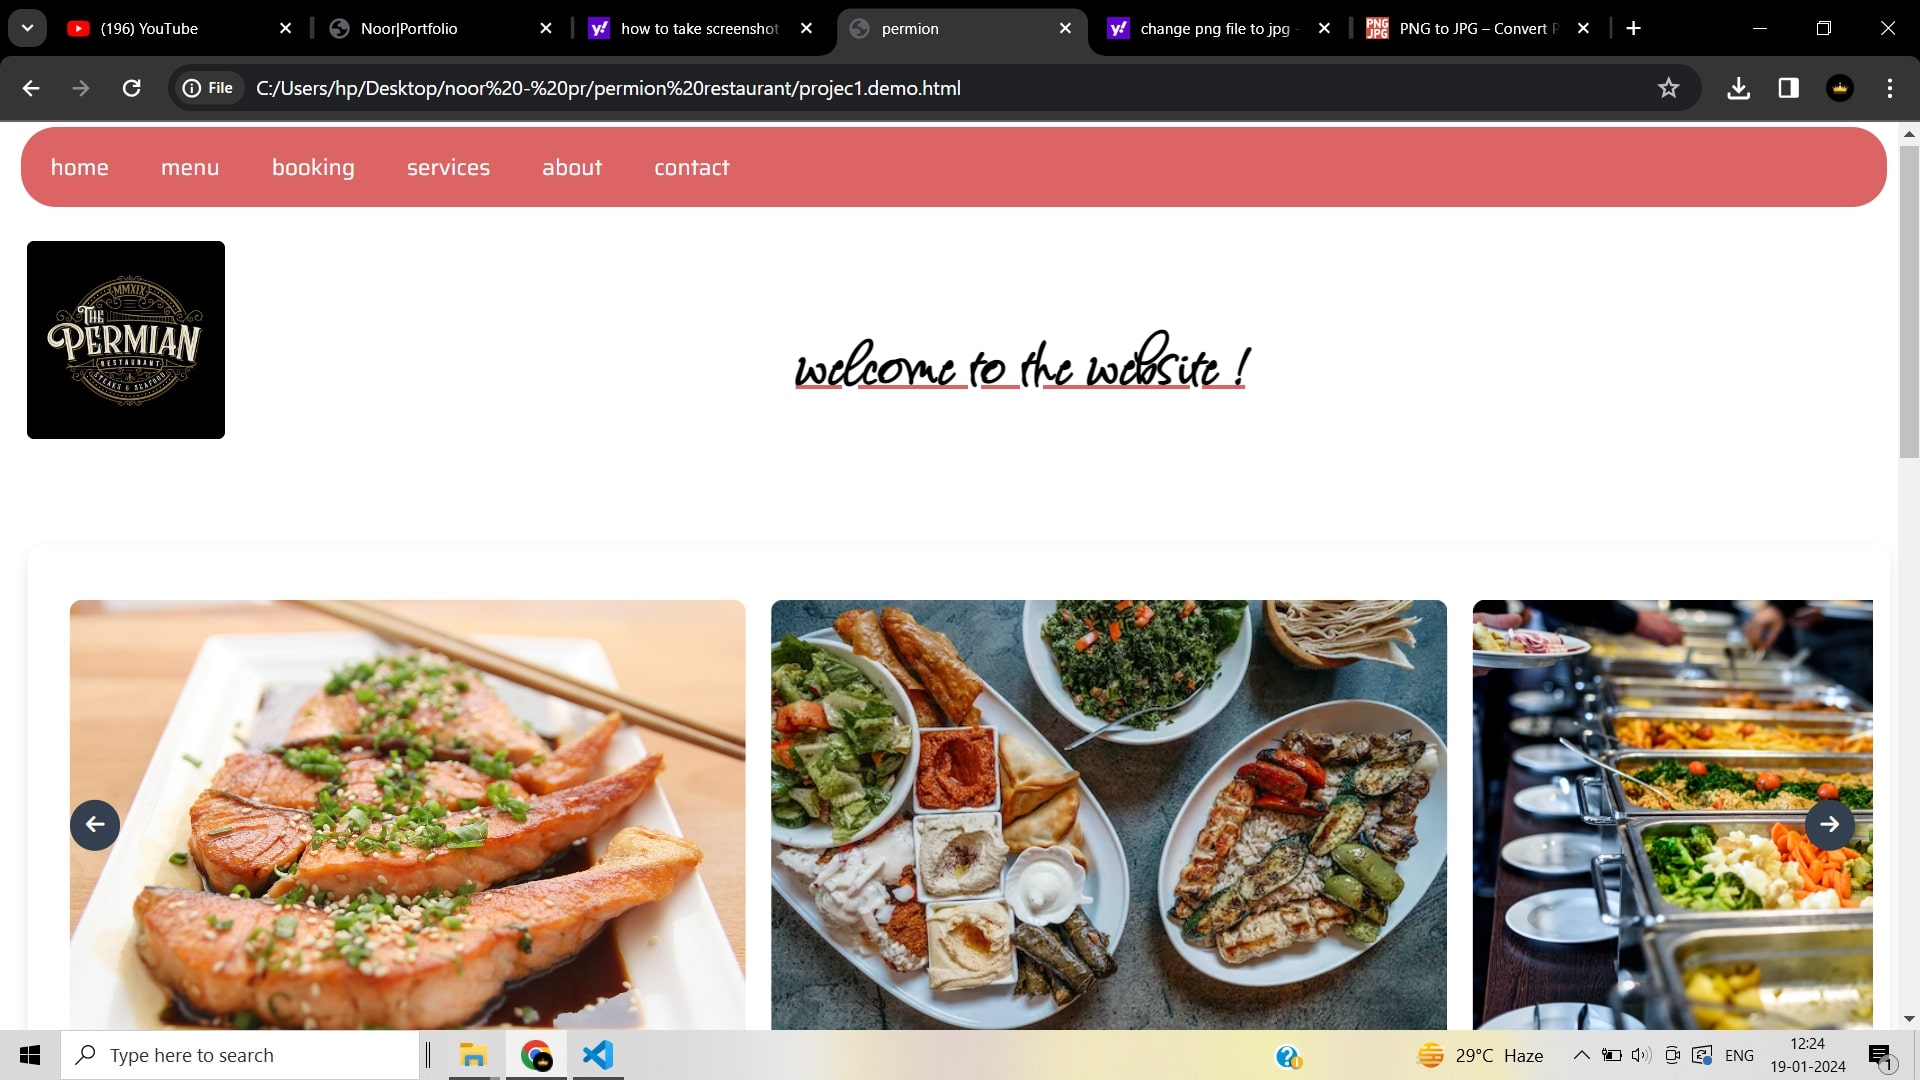 (196) YouTube
Noor|Portfolio
how to take screenshot
permion
change png file to jpg -
PNG JPG
PNG to JPG – Convert P
File
C:/Users/hp/Desktop/noor%20-%20pr/permion%20restaurant/projec1.demo.html
home menu booking services about contact
MMXIX
THE
PERMIAN
RESTAURANT
STEAKS & SEAFOOD
welcome to the website !
Type here to search
29°C Haze
ENG
12:24
19-01-2024
1